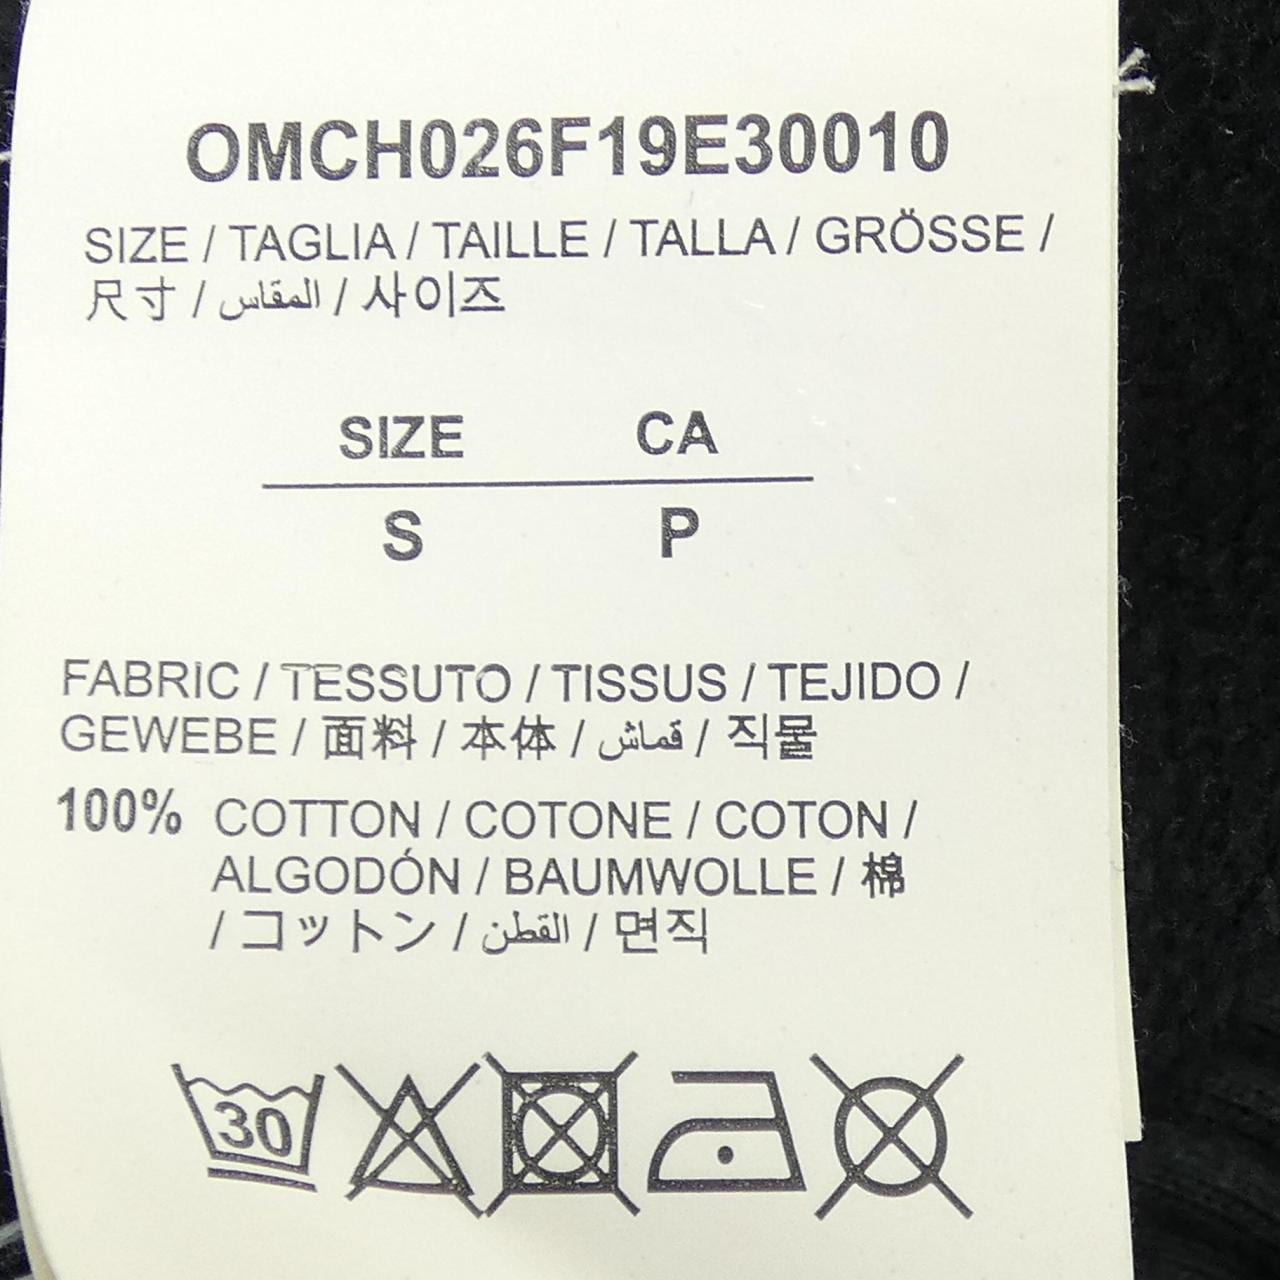 OMCH026F19E30010
SIZE / TAGLIA / TAILLE / TALLA / GRÖSSE /
尺寸 / المقاس / 사이즈
SIZE CA
S P
FABRIC / TESSUTO / TISSUS / TEJIDO /
GEWEBE / 面料 / 本体 / قماش / 직물
100% COTTON / COTONE / COTON /
ALGODÓN / BAUMWOLLE / 棉
/ コットン / القطن / 면직
30